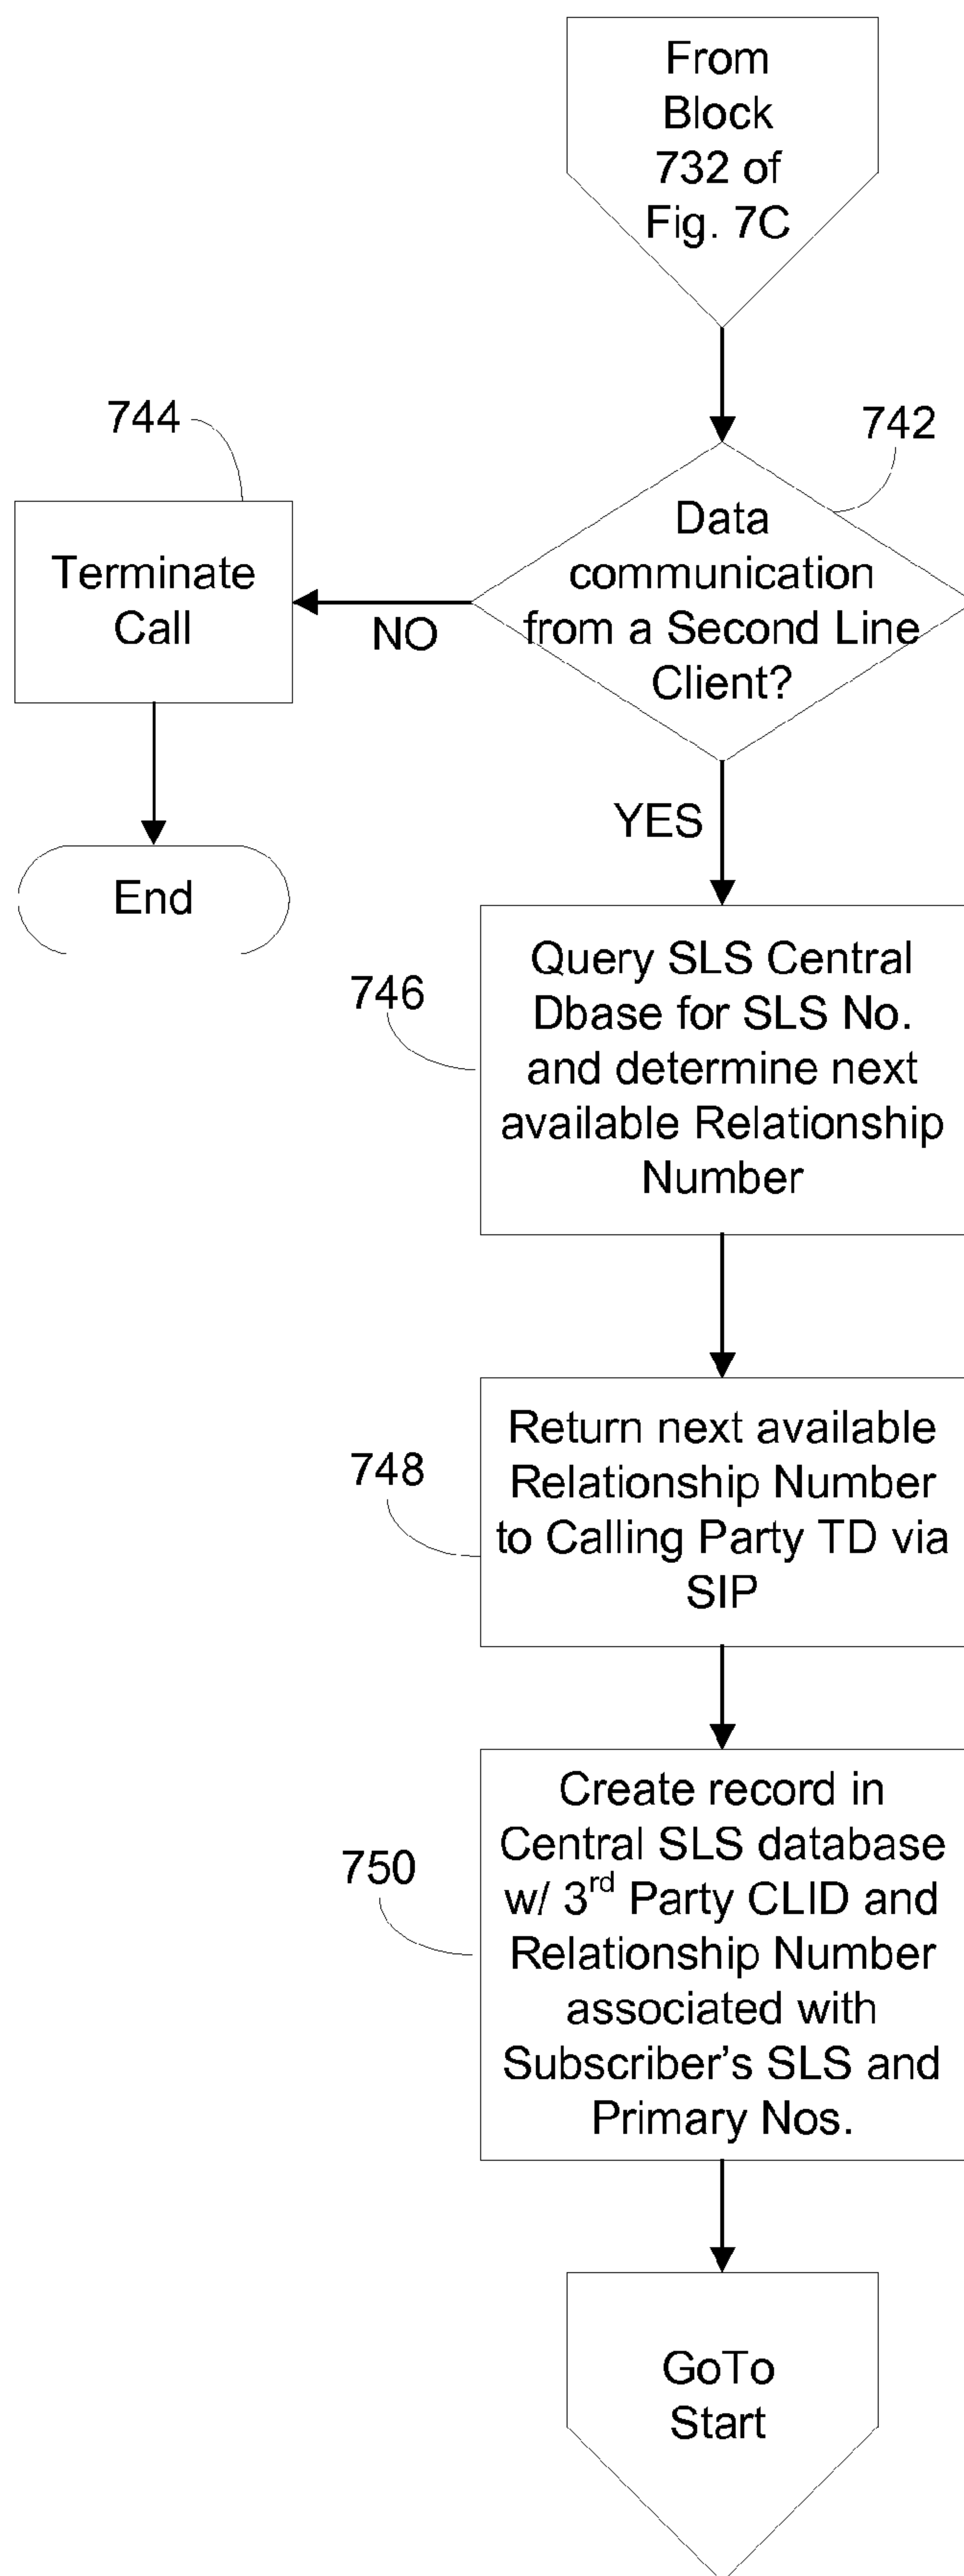 From
Block
732 of
Fig. 7C
744
742
Data
communication
from a Second Line
Client?
Terminate
Call
NO
YES
End
746
Query SLS Central
Dbase for SLS No.
and determine next
available Relationship
Number
748
Return next available
Relationship Number
to Calling Party TD via
SIP
750
Create record in
Central SLS database
w/ 3rd Party CLID and
Relationship Number
associated with
Subscriber's SLS and
Primary Nos.
GoTo
Start